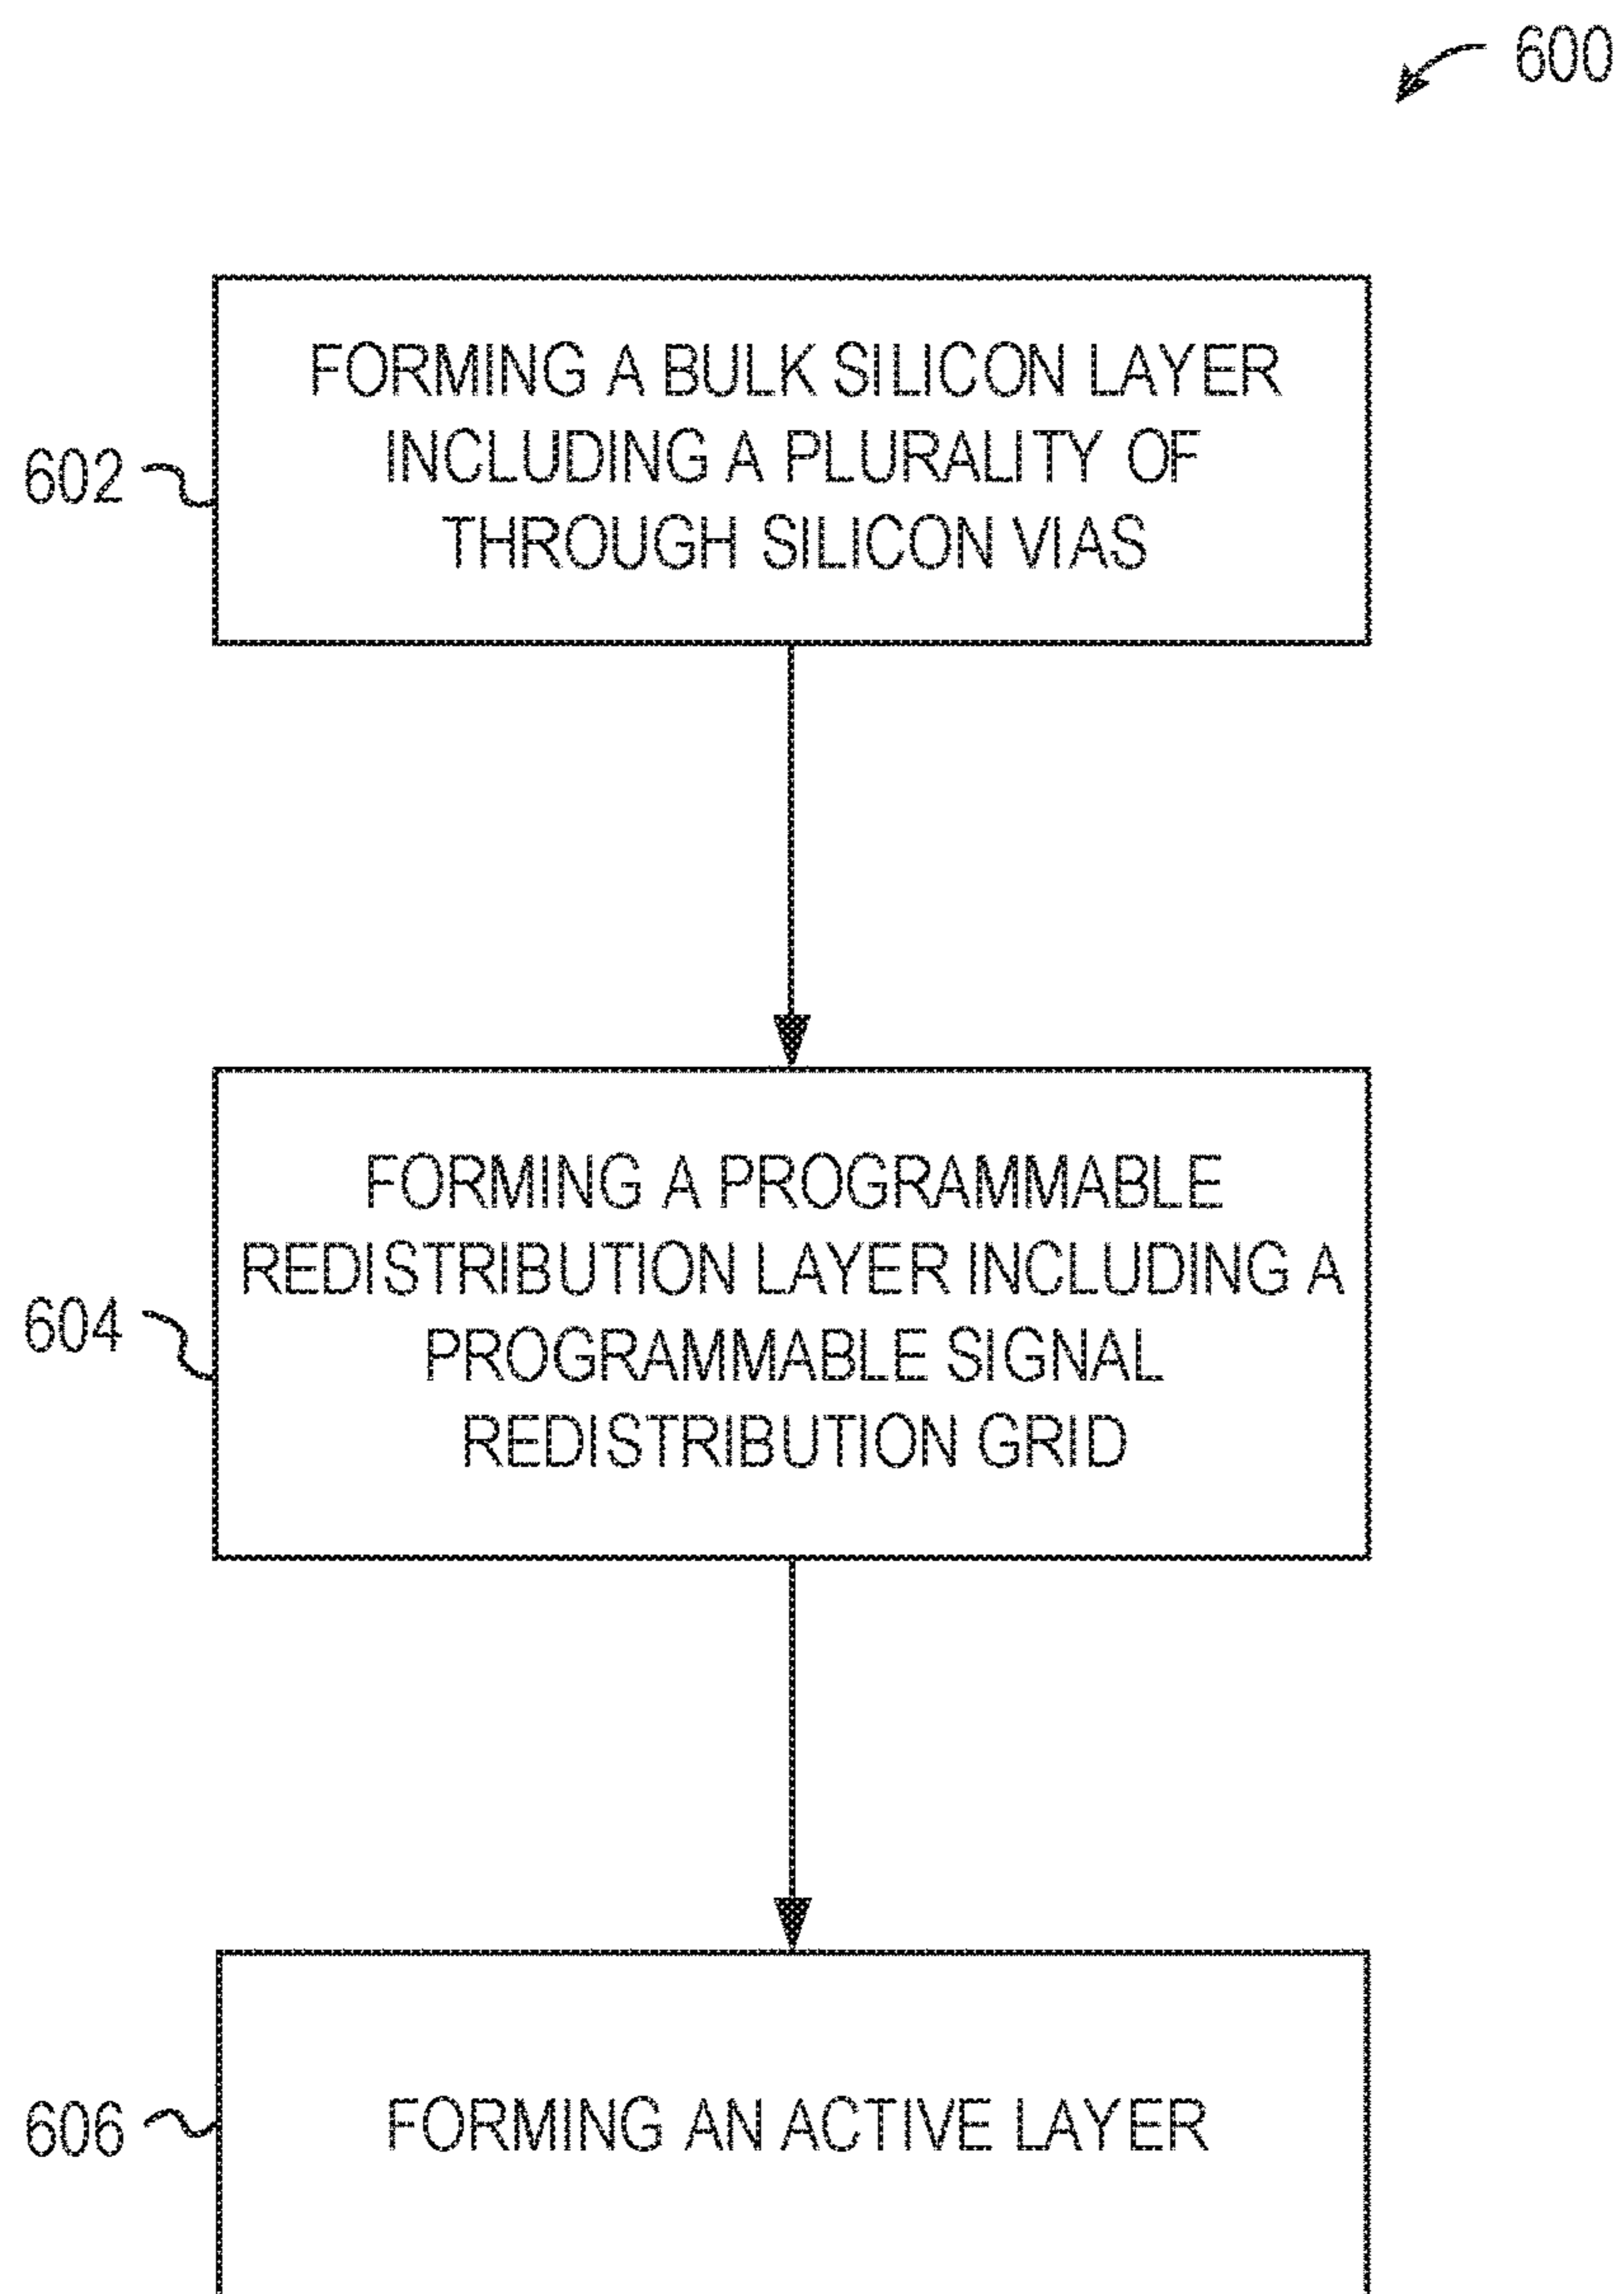 600
602
FORMING A BULK SILICON LAYER
INCLUDING A PLURALITY OF
THROUGH SILICON VIAS
604
FORMING A PROGRAMMABLE
REDISTRIBUTION LAYER INCLUDING A
PROGRAMMABLE SIGNAL
REDISTRIBUTION GRID
606
FORMING AN ACTIVE LAYER